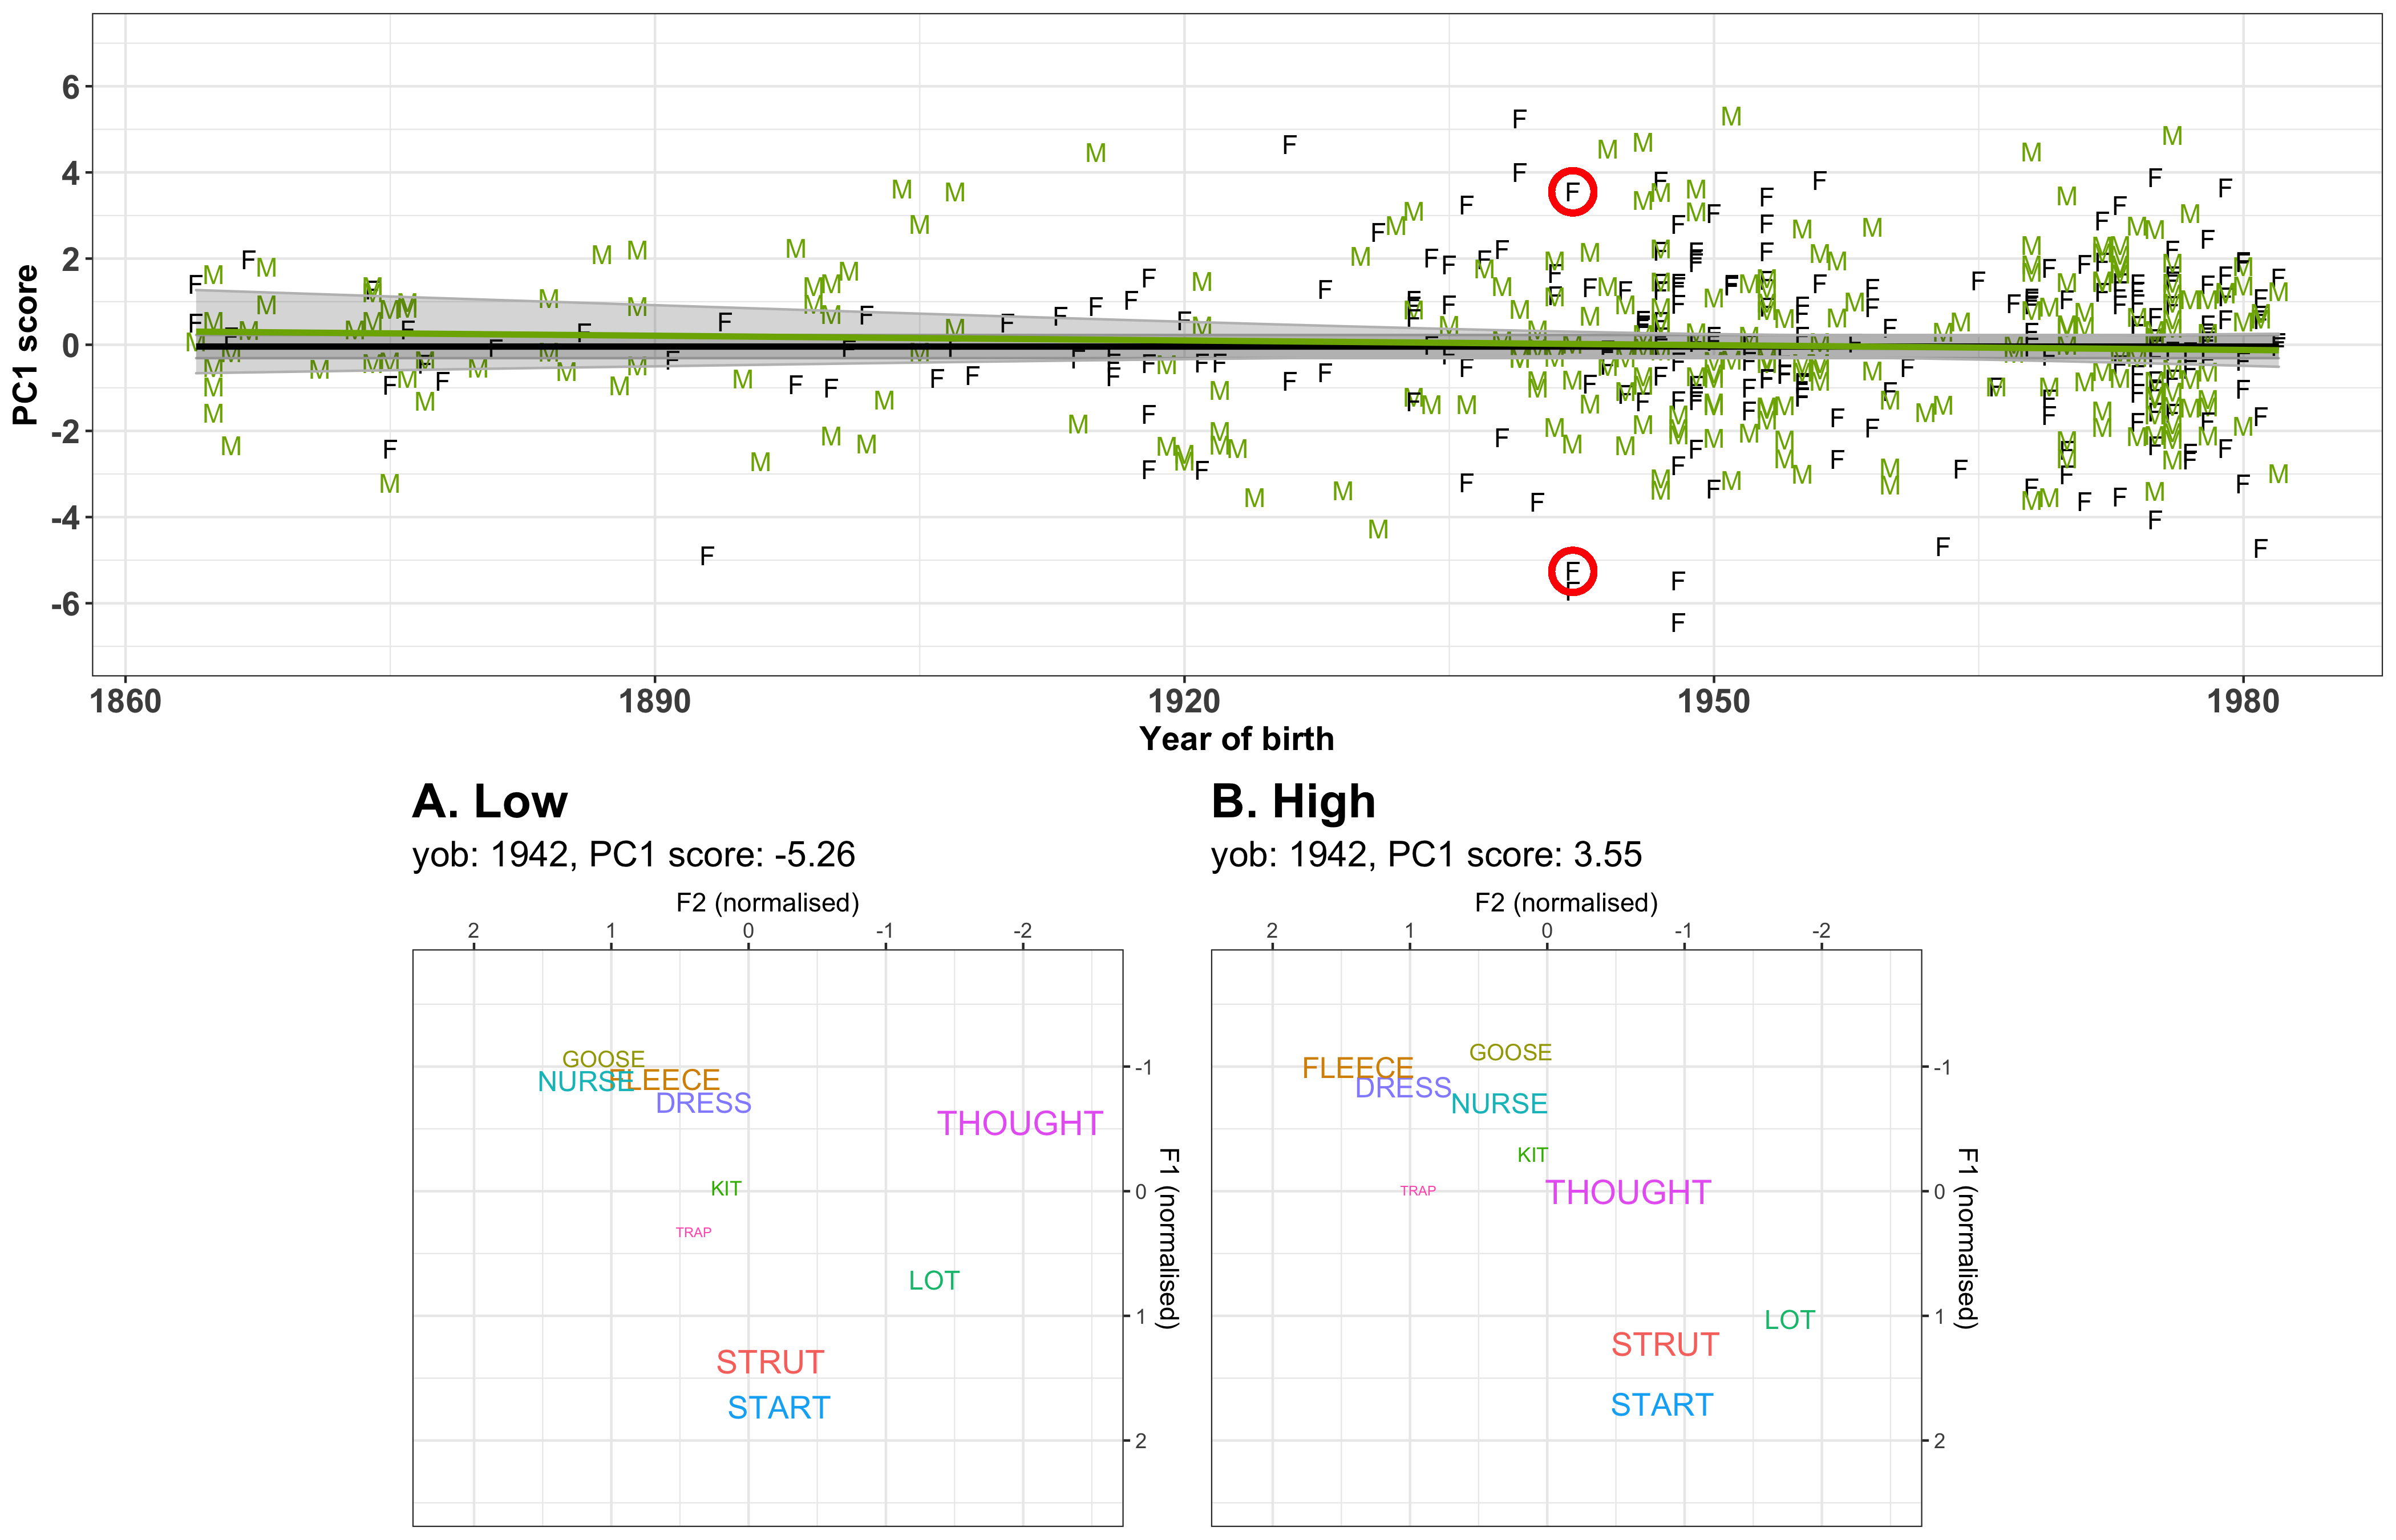 PC1 score
6
4
2
0
-2
-4
-6
1860 1890 1920 1950 1980
Year of birth
A. Low
yob: 1942, PC1 score: -5.26
F2 (normalised)
2 1 0 -1 -2
GOOSE
NURSE FLEECE
DRESS
THOUGHT
KIT
TRAP
LOT
STRUT
START
-1
0
1
2
F1 (normalised)
B. High
yob: 1942, PC1 score: 3.55
F2 (normalised)
2 1 0 -1 -2
GOOSE
FLEECE
DRESS
NURSE
KIT
TRAP
THOUGHT
LOT
STRUT
START
-1
0
1
2
F1 (normalised)